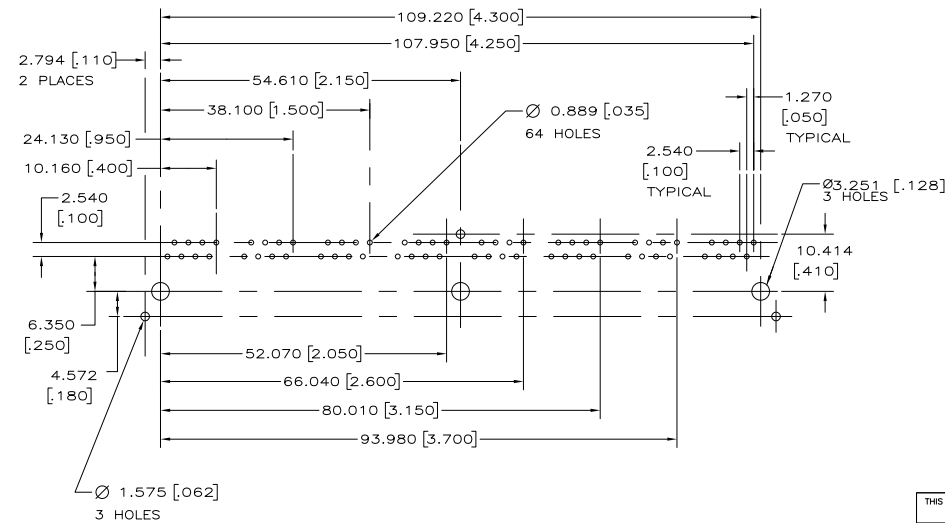 109.220 [4.300]
107.950 [4.250]
2.794 [.110]
2 PLACES
54.610 [2.150]
38.100 [1.500]
Ø 0.889 [.035]
64 HOLES
1.270
[.050]
TYPICAL
24.130 [.950]
2.540
[.100]
TYPICAL
10.160 [.400]
Ø3.251 [.128]
3 HOLES
2.540
[.100]
10.414
[.410]
6.350
[.250]
4.572
[.180]
52.070 [2.050]
66.040 [2.600]
80.010 [3.150]
93.980 [3.700]
Ø 1.575 [.062]
3 HOLES
THIS